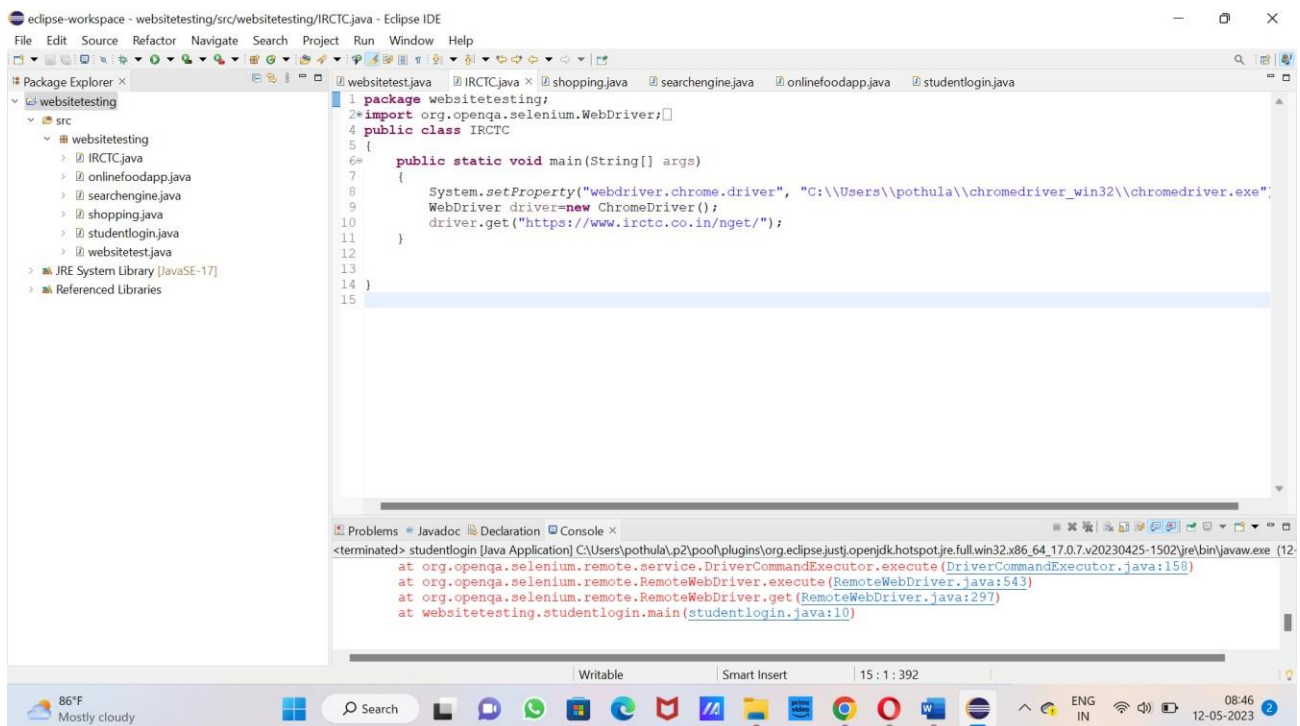 eclipse-workspace - websitetesting/src/websitetesting/IRCTC.java - Eclipse IDE
File Edit Source Refactor Navigate Search Project Run Window Help
Package Explorer ×
websitetest.java IRCTC.java × shopping.java searchengine.java onlinefoodapp.java studentlogin.java
websitetesting
src
websitetesting
IRCTC.java
onlinefoodapp.java
searchengine.java
shopping.java
studentlogin.java
websitetest.java
JRE System Library [JavaSE-17]
Referenced Libraries
1 package websitetesting;
2 import org.openqa.selenium.WebDriver;
4 public class IRCTC
5 {
6 public static void main(String[] args)
7 {
8 System.setProperty("webdriver.chrome.driver", "C:\\Users\\pothula\\chromedriver_win32\\chromedriver.exe"
9 WebDriver driver=new ChromeDriver();
10 driver.get("https://www.irctc.co.in/nget/");
11 }
12
13
14 }
15
Problems Javadoc Declaration Console ×
<terminated> studentlogin [Java Application] C:\Users\pothula\.p2\pool\plugins\org.eclipse.justj.openjdk.hotspot.jre.full.win32.x86_64_17.0.7.v20230425-1502\jre\bin\javaw.exe (12-
at org.openqa.selenium.remote.service.DriverCommandExecutor.execute(DriverCommandExecutor.java:158)
at org.openqa.selenium.remote.RemoteWebDriver.execute(RemoteWebDriver.java:543)
at org.openqa.selenium.remote.RemoteWebDriver.get(RemoteWebDriver.java:297)
at websitetesting.studentlogin.main(studentlogin.java:10)
Writable Smart Insert 15 : 1 : 392
86°F
Mostly cloudy
Search
prime video
ENG
IN
08:46
12-05-2023
2